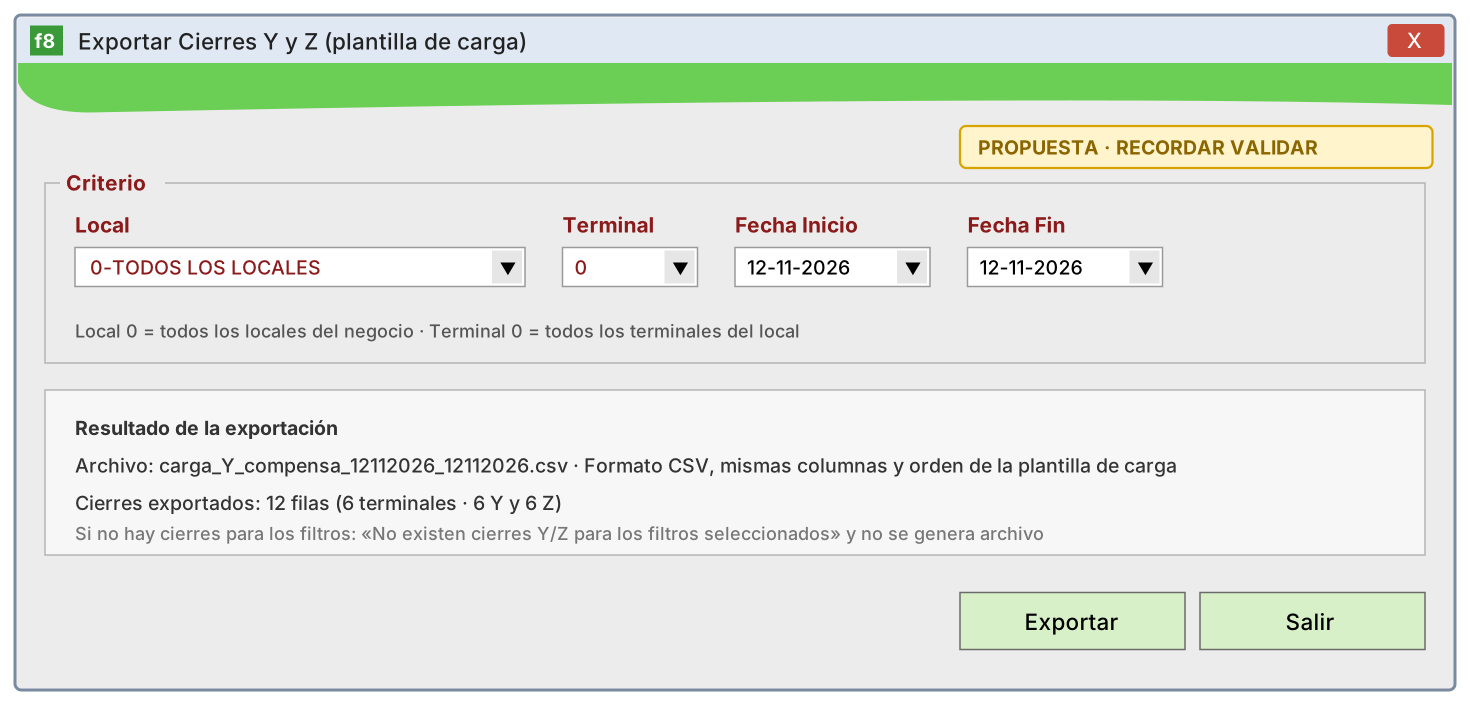 f8 Exportar Cierres Y y Z (plantilla de carga) X
PROPUESTA · RECORDAR VALIDAR
Criterio
Local Terminal Fecha Inicio Fecha Fin
0-TODOS LOS LOCALES ▼ 0 ▼ 12-11-2026 ▼ 12-11-2026 ▼
Local 0 = todos los locales del negocio · Terminal 0 = todos los terminales del local
Resultado de la exportación
Archivo: carga_Y_compensa_12112026_12112026.csv · Formato CSV, mismas columnas y orden de la plantilla de carga
Cierres exportados: 12 filas (6 terminales · 6 Y y 6 Z)
Si no hay cierres para los filtros: «No existen cierres Y/Z para los filtros seleccionados» y no se genera archivo
Exportar Salir